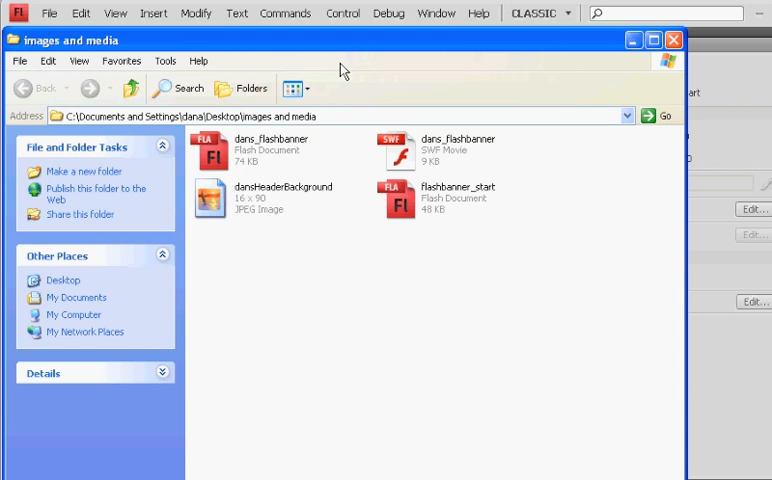 Fl File Edit View Insert Modify Text Commands Control Debug Window Help CLASSIC
images and media
File Edit View Favorites Tools Help
Back Search Folders
Address C:\Documents and Settings\dana\Desktop\images and media Go
File and Folder Tasks
Make a new folder
Publish this folder to the
Web
Share this folder
Other Places
Desktop
My Documents
My Computer
My Network Places
Details
FLA Fl dans_flashbanner
Flash Document
74 KB
SWF dans_flashbanner
SWF Movie
9 KB
dansHeaderBackground
16 x 90
JPEG Image
FLA Fl flashbanner_start
Flash Document
48 KB
art
Edit...
Edit...
Edit...